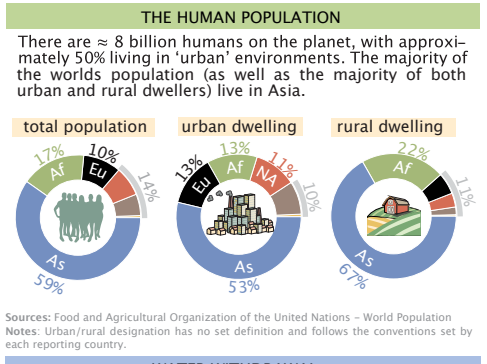 THE HUMAN POPULATION
There are ≈ 8 billion humans on the planet, with approxi-
mately 50% living in ‘urban’ environments. The majority of
the worlds population (as well as the majority of both
urban and rural dwellers) live in Asia.
total population
urban dwelling
rural dwelling
17%
10%
14%
Af
Eu
As
59%
13%
13%
11%
10%
Eu
Af
NA
As
53%
22%
11%
Af
As
67%
Sources: Food and Agricultural Organization of the United Nations – World Population
Notes: Urban/rural designation has no set definition and follows the conventions set by
each reporting country.